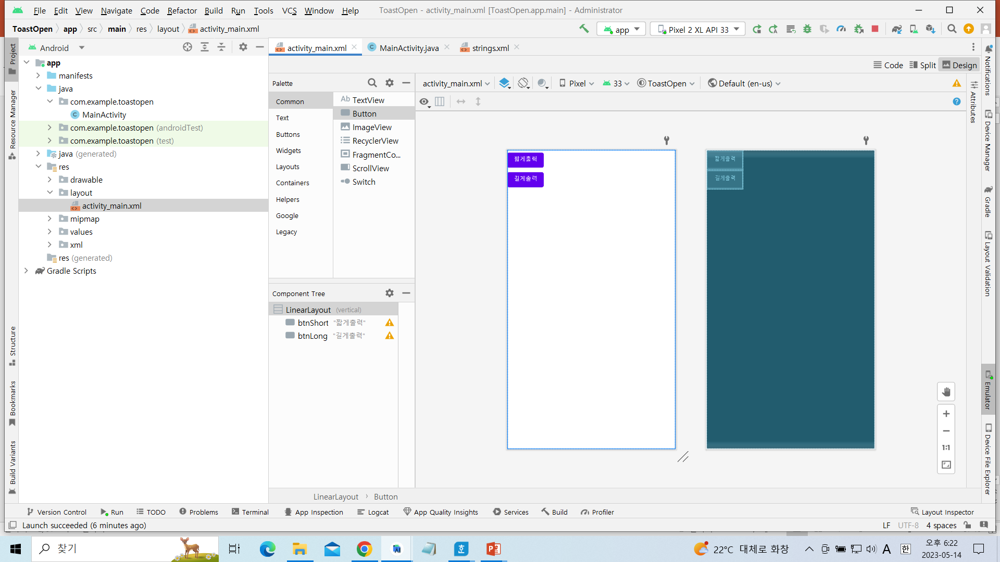 File Edit View Navigate Code Refactor Build Run Tools VCS Window Help ToastOpen - activity_main.xml [ToastOpen.app.main] - Administrator
ToastOpen app src main res layout activity_main.xml app Pixel 2 XL API 33
Project
Resource Manager
Structure
Bookmarks
Build Variants
Android
app
manifests
java
com.example.toastopen
MainActivity
com.example.toastopen (androidTest)
com.example.toastopen (test)
java (generated)
res
drawable
layout
activity_main.xml
mipmap
values
xml
res (generated)
Gradle Scripts
activity_main.xml MainActivity.java strings.xml
Code Split Design
Palette
Common
Text
Buttons
Widgets
Layouts
Containers
Helpers
Google
Legacy
Ab TextView
Button
ImageView
RecyclerView
FragmentCo...
ScrollView
Switch
Component Tree
LinearLayout (vertical)
btnShort "짧게출력"
btnLong "길게출력"
activity_main.xml Pixel 33 ToastOpen Default (en-us)
짧게출력
길게출력
짧게출력
길게출력
1:1
LinearLayout Button
Attributes
Notifications
Device Manager
Gradle
Layout Validation
Emulator
Device File Explorer
Version Control Run TODO Problems Terminal App Inspection Logcat App Quality Insights Services Build Profiler Layout Inspector
Launch succeeded (6 minutes ago) LF UTF-8 4 spaces
찾기 22°C 대체로 화창 A 한 오후 6:22
2023-05-14